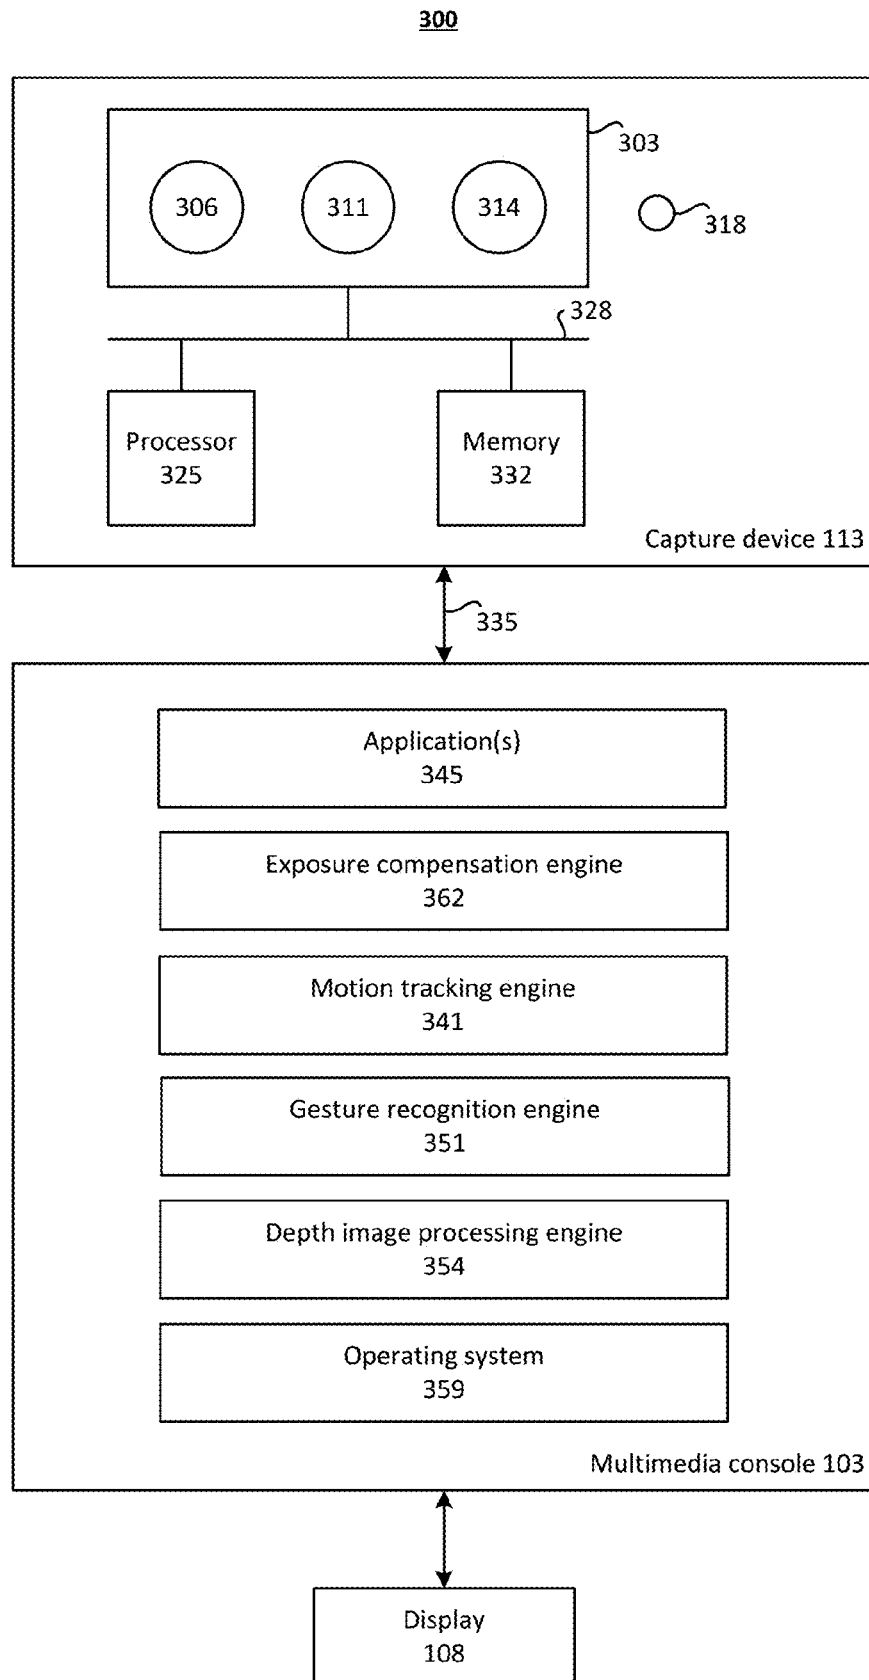 300
303
306
311
314
318
328
Processor
325
Memory
332
Capture device 113
335
Application(s)
345
Exposure compensation engine
362
Motion tracking engine
341
Gesture recognition engine
351
Depth image processing engine
354
Operating system
359
Multimedia console 103
Display
108